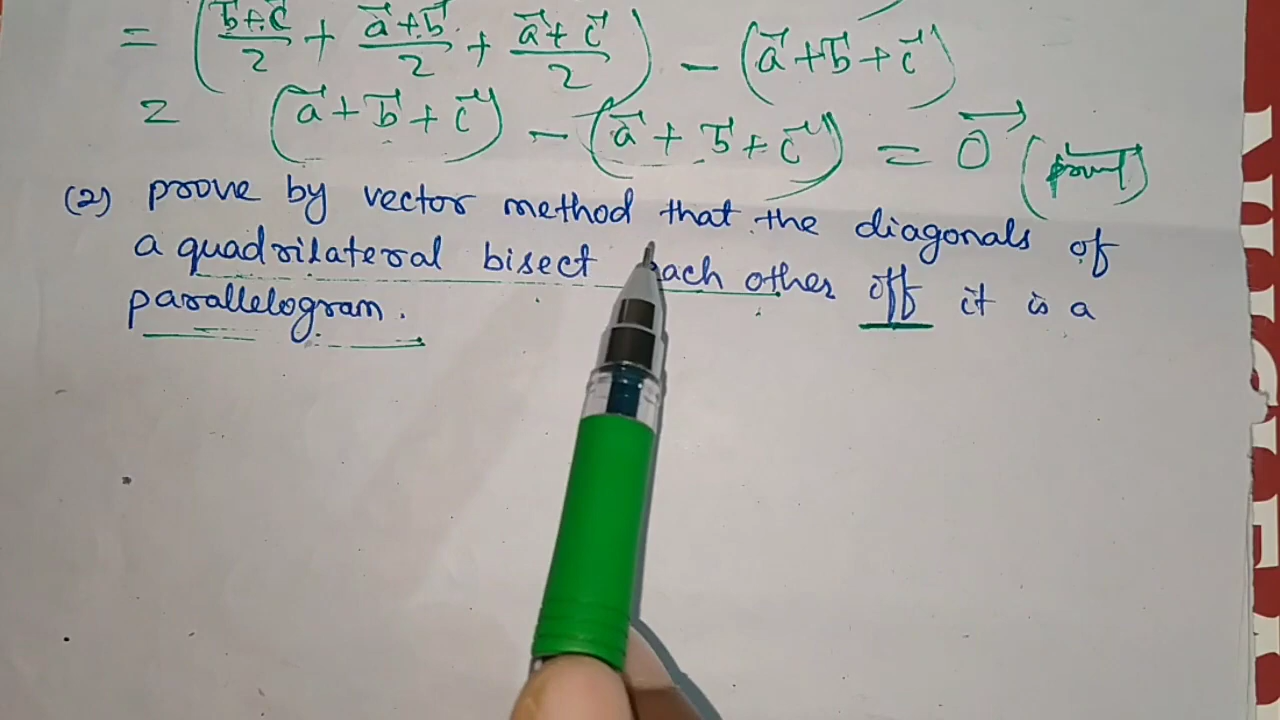 = (b⃗+c⃗/2 + a⃗+b⃗/2 + a⃗+c⃗/2) - (a⃗+b⃗+c⃗)
= (a⃗+b⃗+c⃗) - (a⃗+b⃗+c⃗) = 0⃗ (proved)
(2) prove by vector method that the diagonals of
a quadrilateral bisect each other iff it is a
parallelogram.